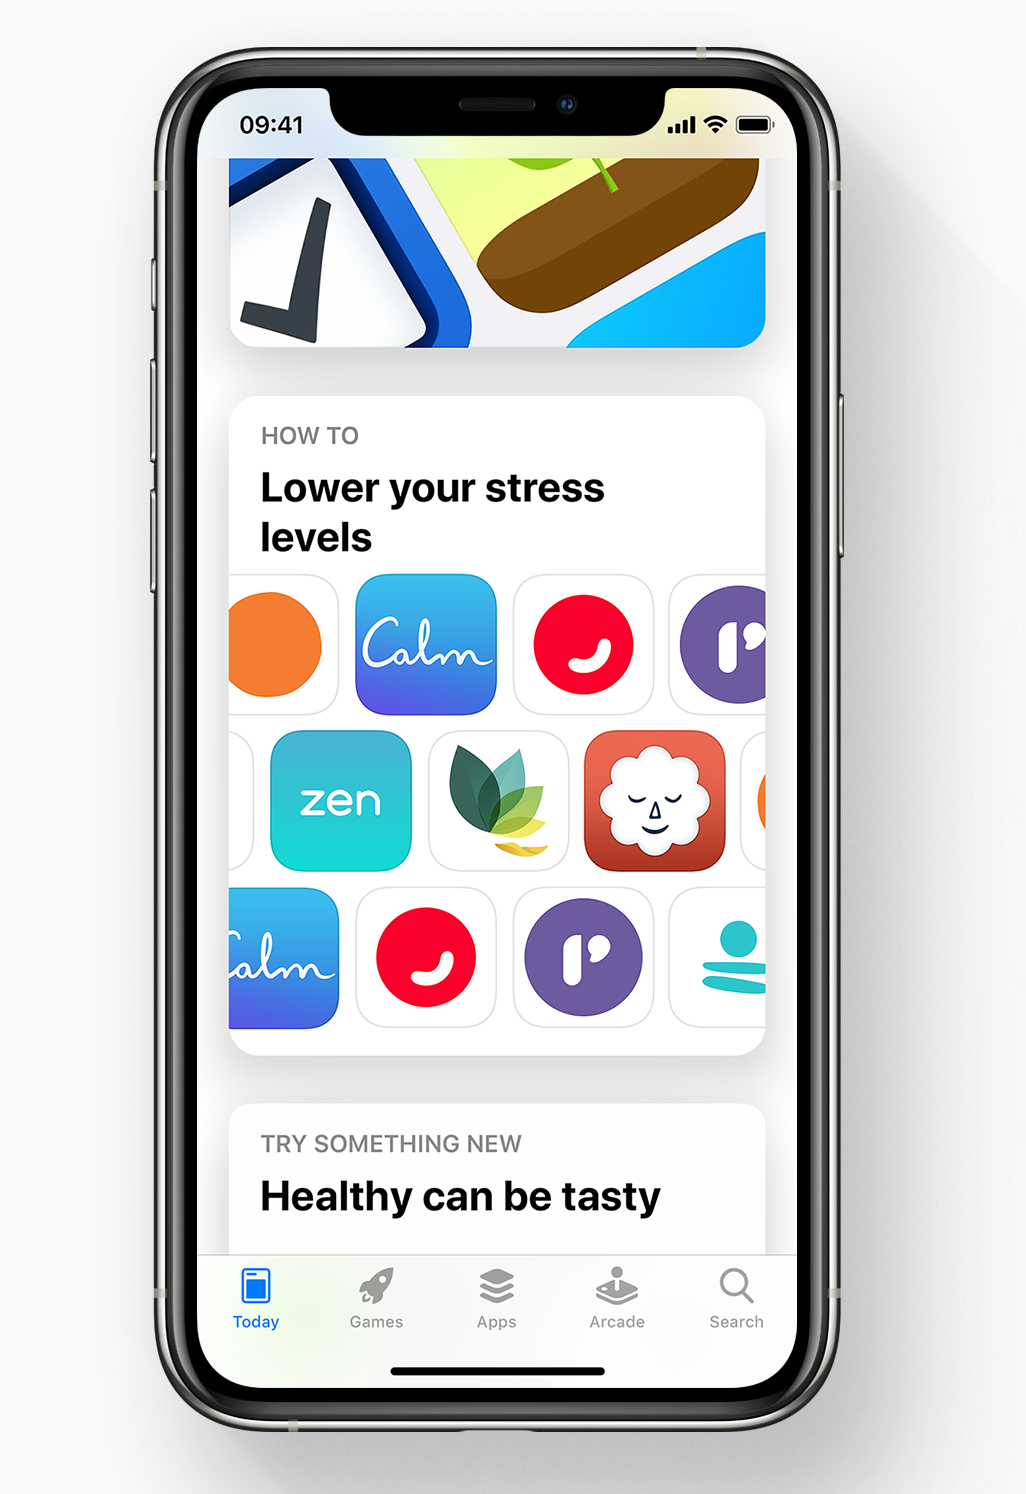 09:41
HOW TO
Lower your stress
levels
Calm
zen
alm
TRY SOMETHING NEW
Healthy can be tasty
Today
Games
Apps
Arcade
Search